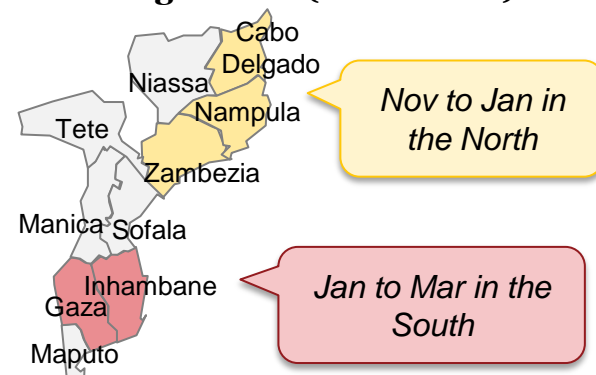 Cabo
Delgado
Niassa
Nampula
Tete
Zambezia
Manica
Sofala
Inhambane
Gaza
Maputo
Nov to Jan in
the North
Jan to Mar in the
South